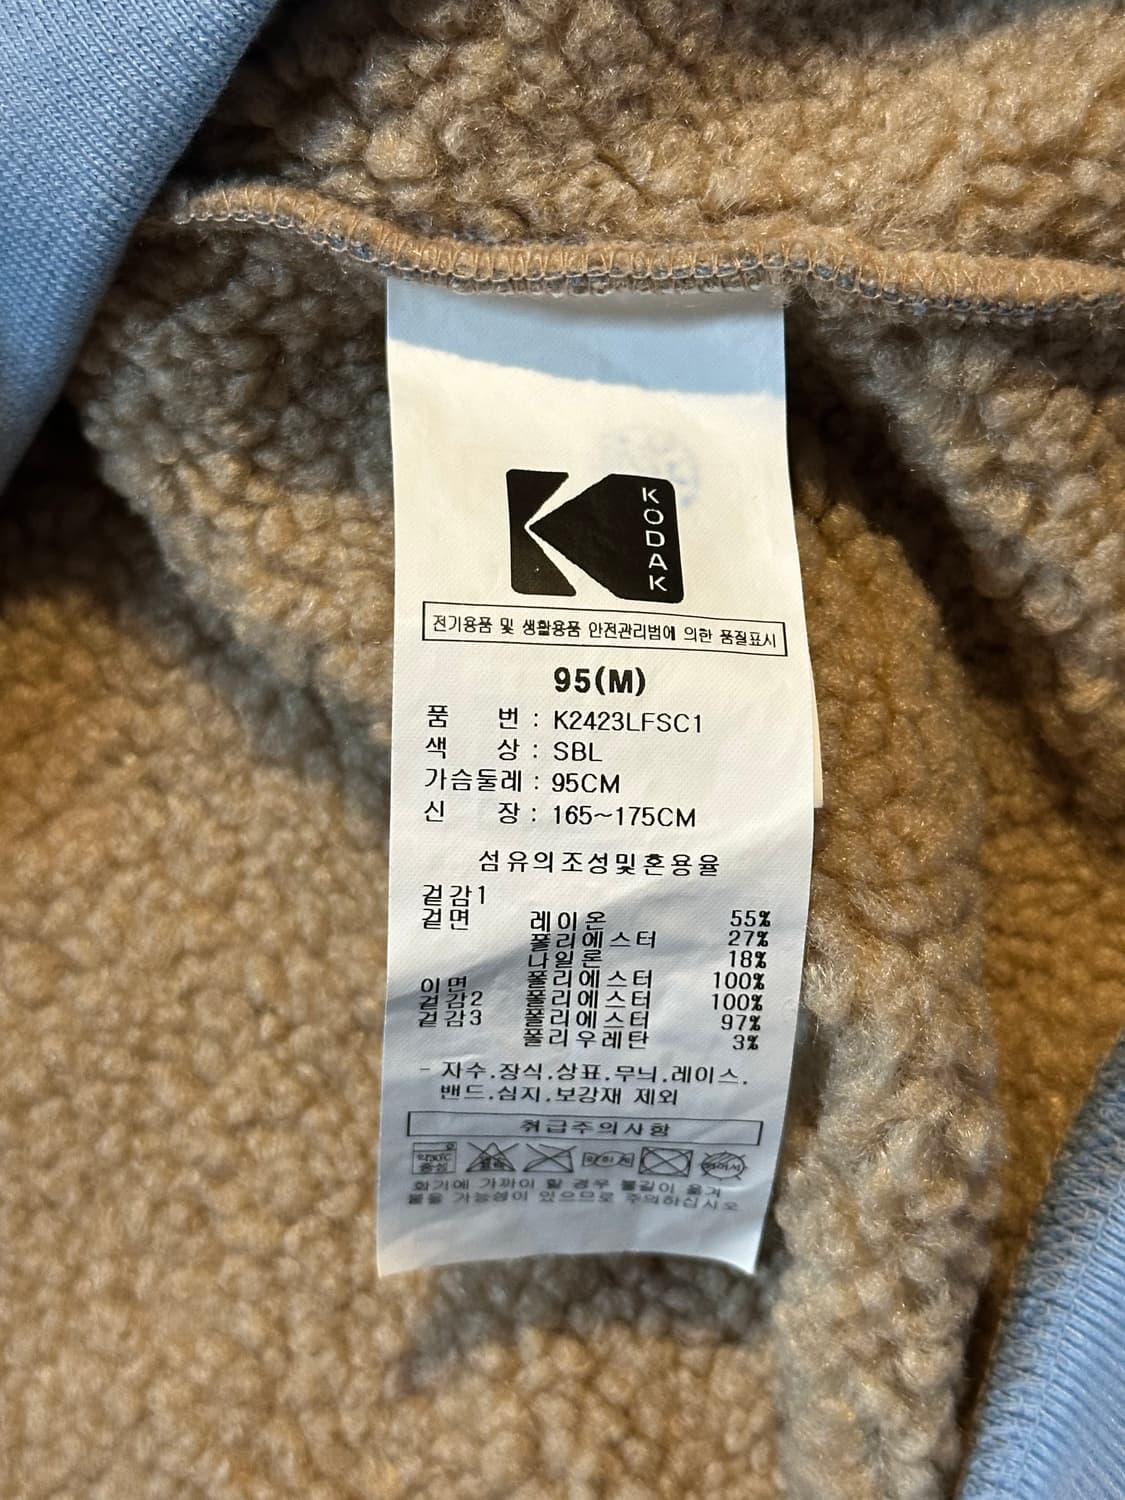 KODAK
전기용품 및 생활용품 안전관리법에 의한 품질표시
95(M)
품 번 : K2423LFSC1
색 상 : SBL
가슴둘레 : 95CM
신 장 : 165~175CM
섬유의조성및혼용율
겉감1
겉면 레이온 55%
폴리에스터 27%
나일론 18%
이면 폴리에스터 100%
겉감2 폴리에스터 100%
겉감3 폴리에스터 97%
폴리우레탄 3%
- 자수.장식.상표.무늬.레이스.
밴드.심지.보강재 제외
취급주의사항
약30℃
중성
화기에 가까이 할 경우 불길이 옮겨
붙을 가능성이 있으므로 주의하십시오